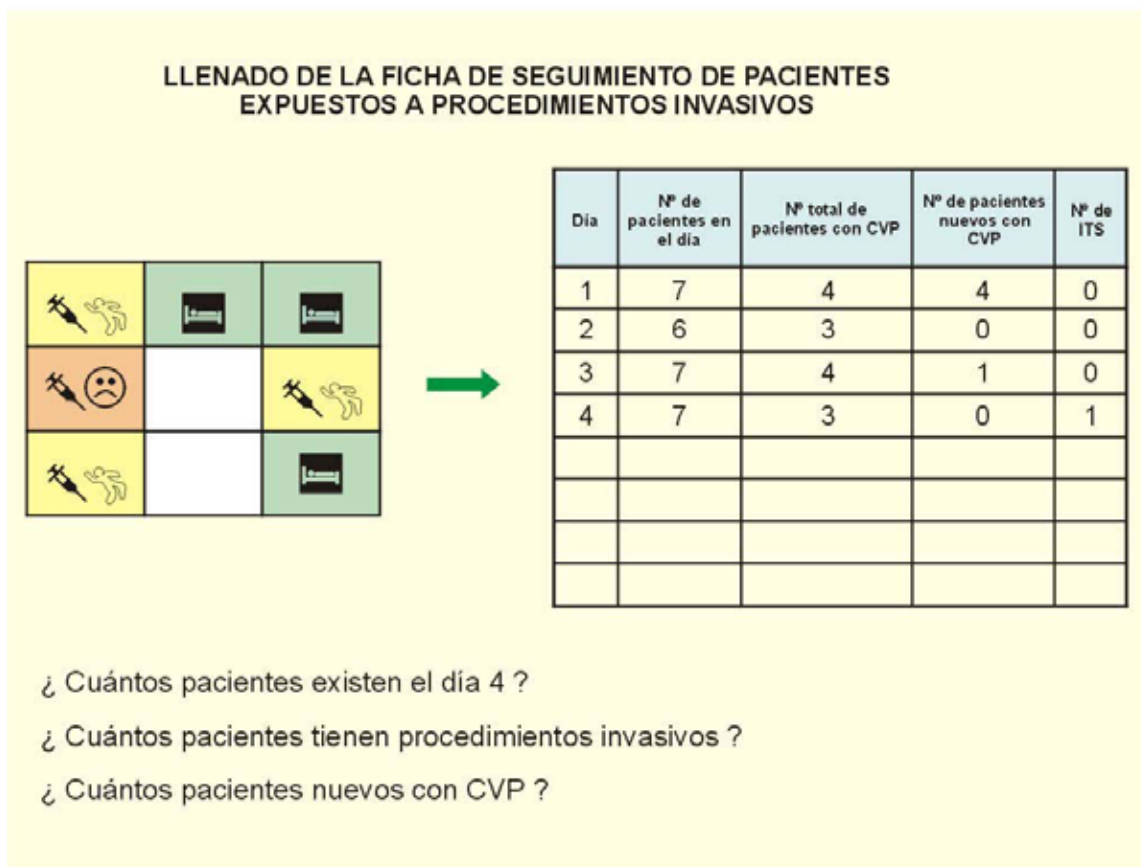 LLENADO DE LA FICHA DE SEGUIMIENTO DE PACIENTES
EXPUESTOS A PROCEDIMIENTOS INVASIVOS
Día
Nº de
pacientes en
el día
Nº total de
pacientes con CVP
Nº de pacientes
nuevos con
CVP
Nº de
ITS
1 7 4 4 0
2 6 3 0 0
3 7 4 1 0
4 7 3 0 1
¿ Cuántos pacientes existen el día 4 ?
¿ Cuántos pacientes tienen procedimientos invasivos ?
¿ Cuántos pacientes nuevos con CVP ?